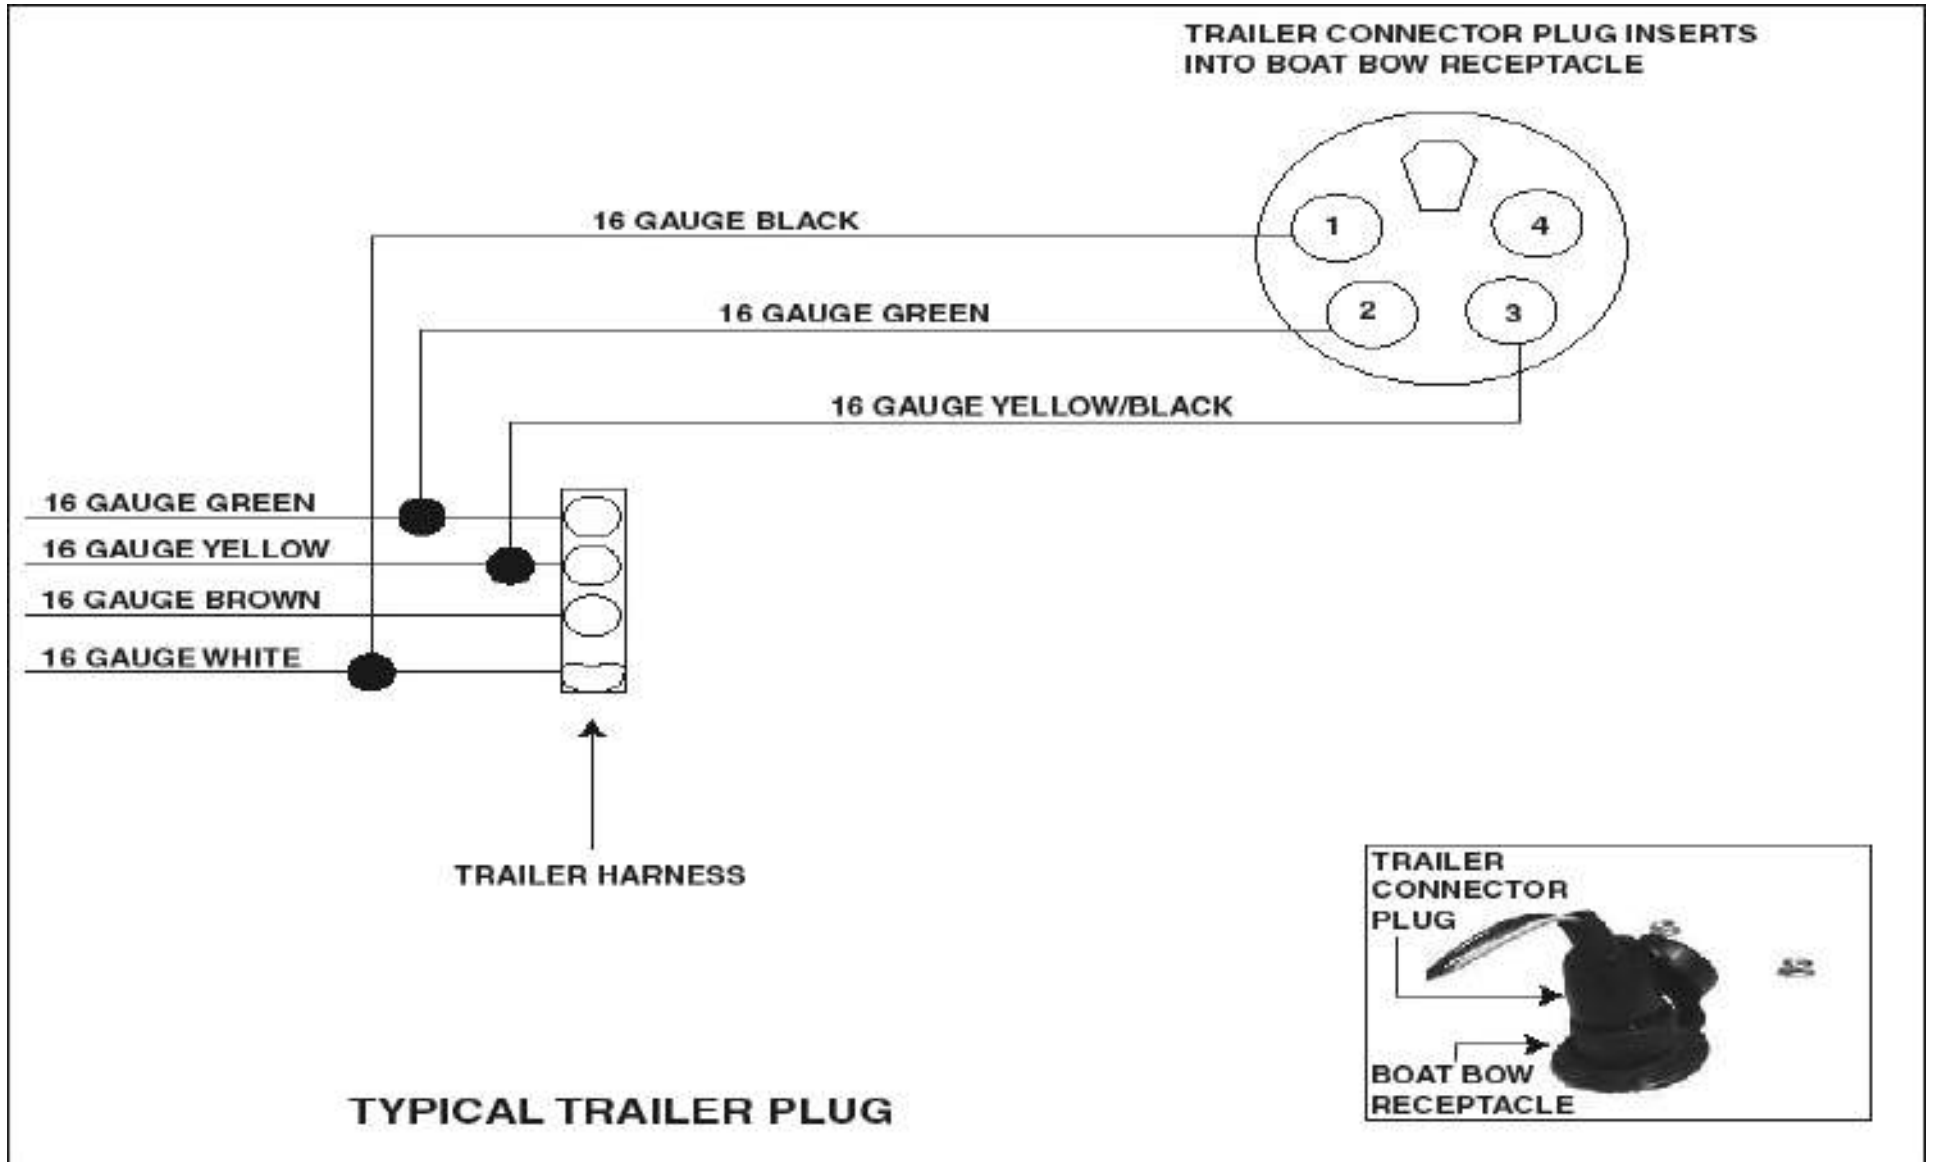 TRAILER CONNECTOR PLUG INSERTS
INTO BOAT BOW RECEPTACLE
16 GAUGE BLACK
1
4
16 GAUGE GREEN
2
3
16 GAUGE YELLOW/BLACK
16 GAUGE GREEN
16 GAUGE YELLOW
16 GAUGE BROWN
16 GAUGE WHITE
TRAILER HARNESS
TRAILER
CONNECTOR
PLUG
BOAT BOW
RECEPTACLE
TYPICAL TRAILER PLUG